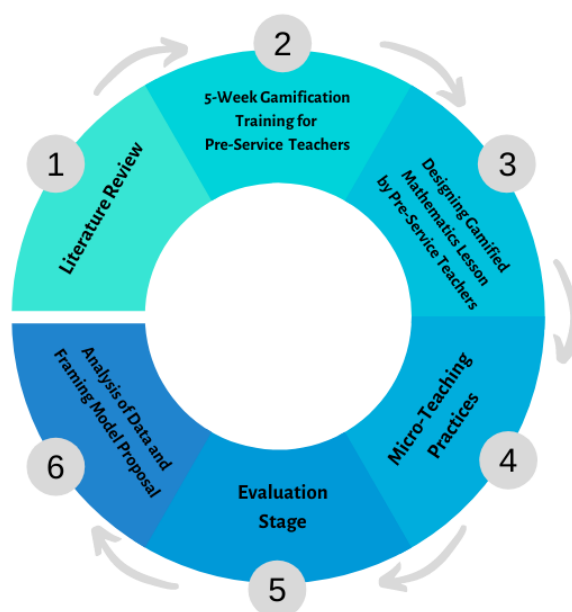 1
Literature Review
2
5-Week Gamification
Training for
Pre-Service Teachers
3
Designing Gamified
Mathematics Lesson
by Pre-Service Teachers
4
Micro-Teaching
Practices
5
Evaluation
Stage
6
Analysis of Data and
Framing Model Proposal